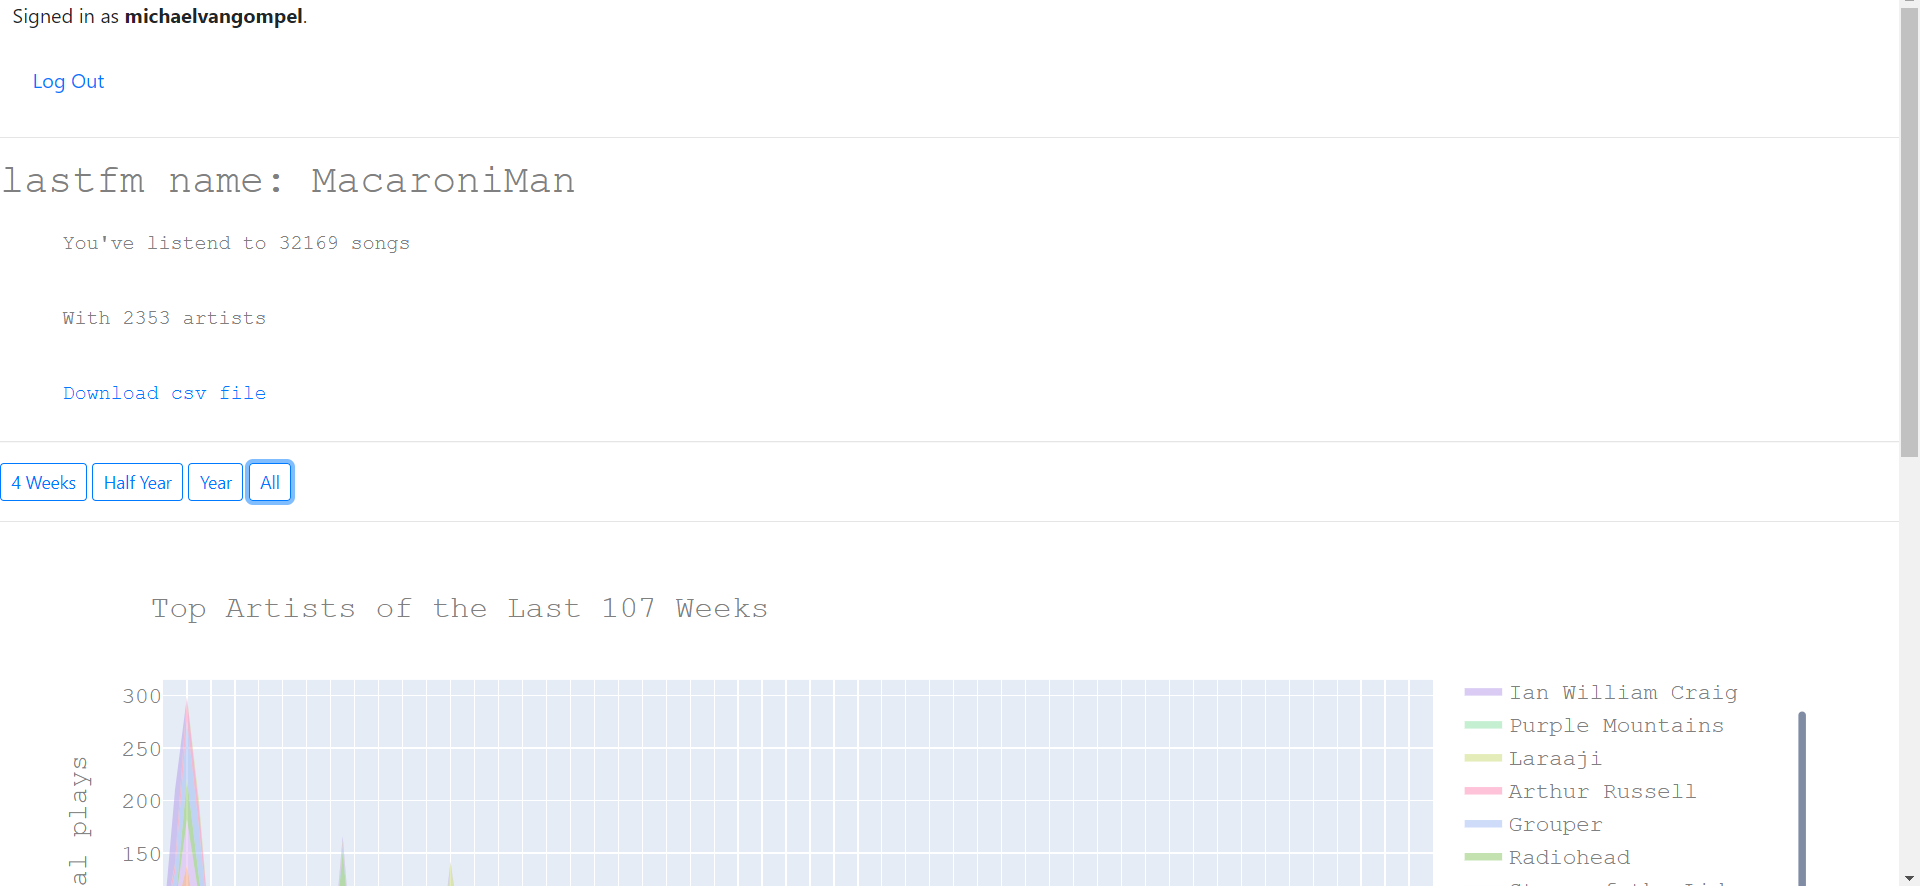 Signed in as michaelvangompel.
Log Out
lastfm name: MacaroniMan
You've listend to 32169 songs
With 2353 artists
Download csv file
4 Weeks Half Year Year All
Top Artists of the Last 107 Weeks
300
250
200
150
plays
Ian William Craig
Purple Mountains
Laraaji
Arthur Russell
Grouper
Radiohead